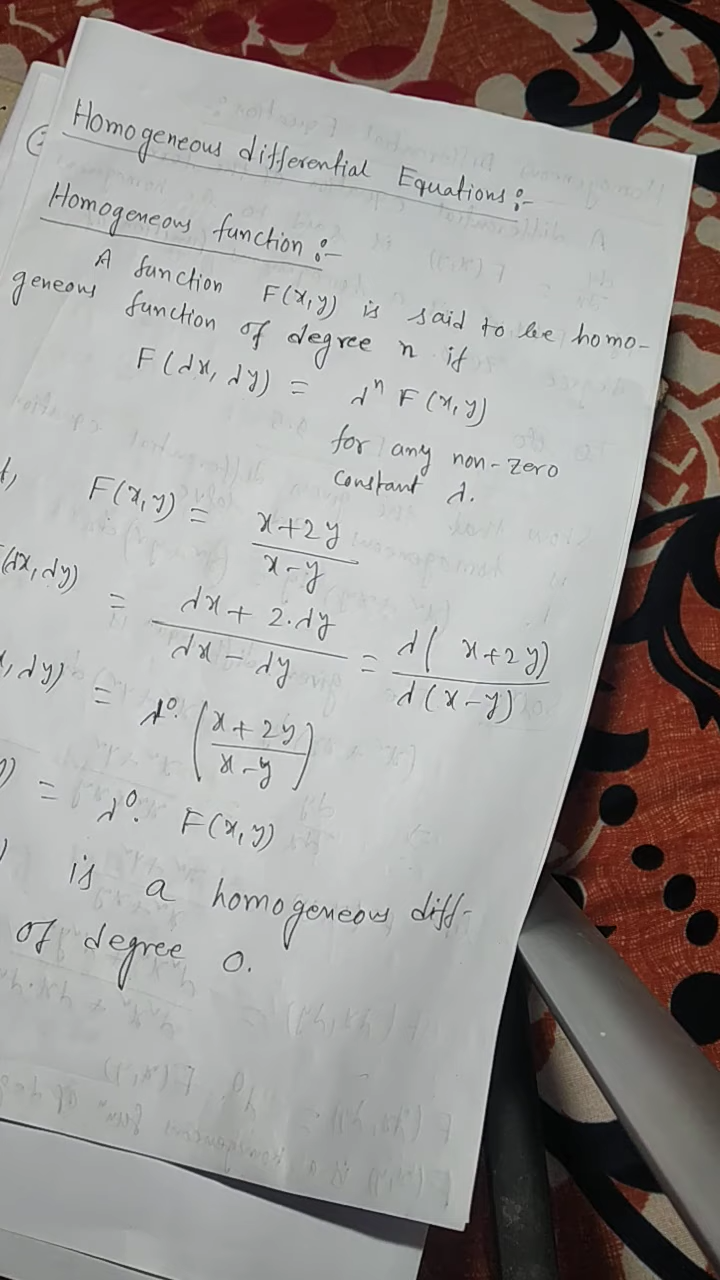 Homogeneous differential Equations :-
Homogeneous function :-
A function F(x,y) is said to be homo-
geneous function of degree n if
F(λx, λy) = λⁿ F(x,y)
for any non-zero
constant λ.
t, F(x,y) = (x+2y)/(x-y)
(λx, λy) = (λx + 2.λy)/(λx - λy) = λ(x+2y)/λ(x-y)
, λy) = λ⁰. ((x+2y)/(x-y))
) = λ⁰. F(x,y)
) is a homogeneous diff-
of degree 0.